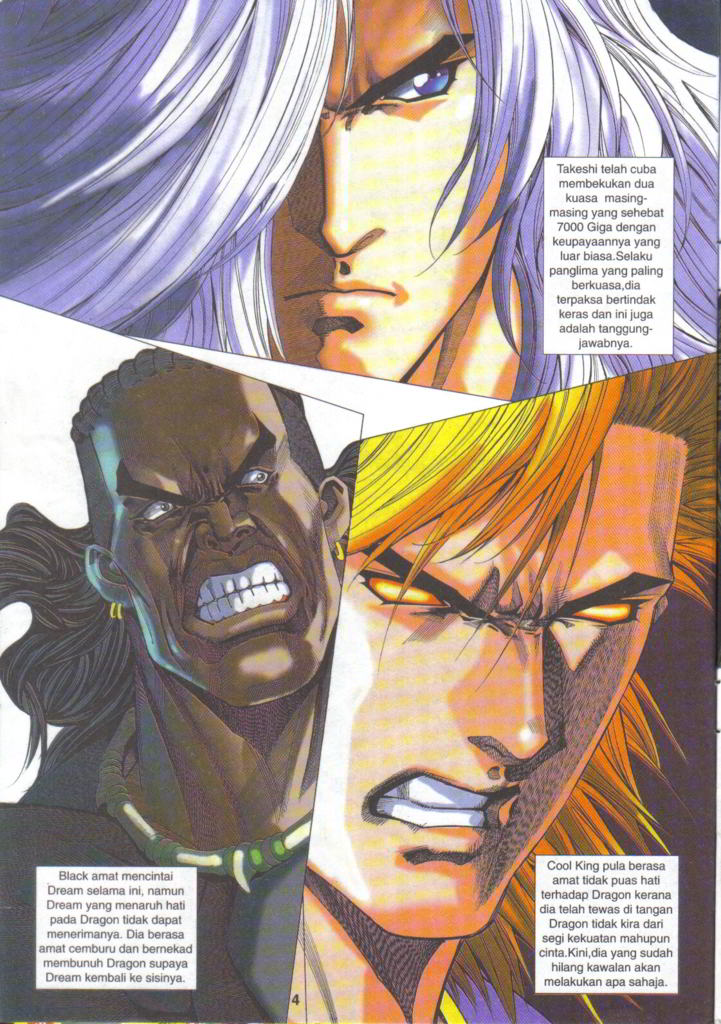 Takeshi telah cuba
membekukan dua
kuasa masing-
masing yang sehebat
7000 Giga dengan
keupayaannya yang
luar biasa.Selaku
panglima yang paling
berkuasa,dia
terpaksa bertindak
keras dan ini juga
adalah tanggung-
jawabnya.
Black amat mencintai
Dream selama ini, namun
Dream yang menaruh hati
pada Dragon tidak dapat
menerimanya. Dia berasa
amat cemburu dan bernekad
membunuh Dragon supaya
Dream kembali ke sisinya.
Cool King pula berasa
amat tidak puas hati
terhadap Dragon kerana
dia telah tewas di tangan
Dragon tidak kira dari
segi kekuatan mahupun
cinta.Kini,dia yang sudah
hilang kawalan akan
melakukan apa sahaja.
4